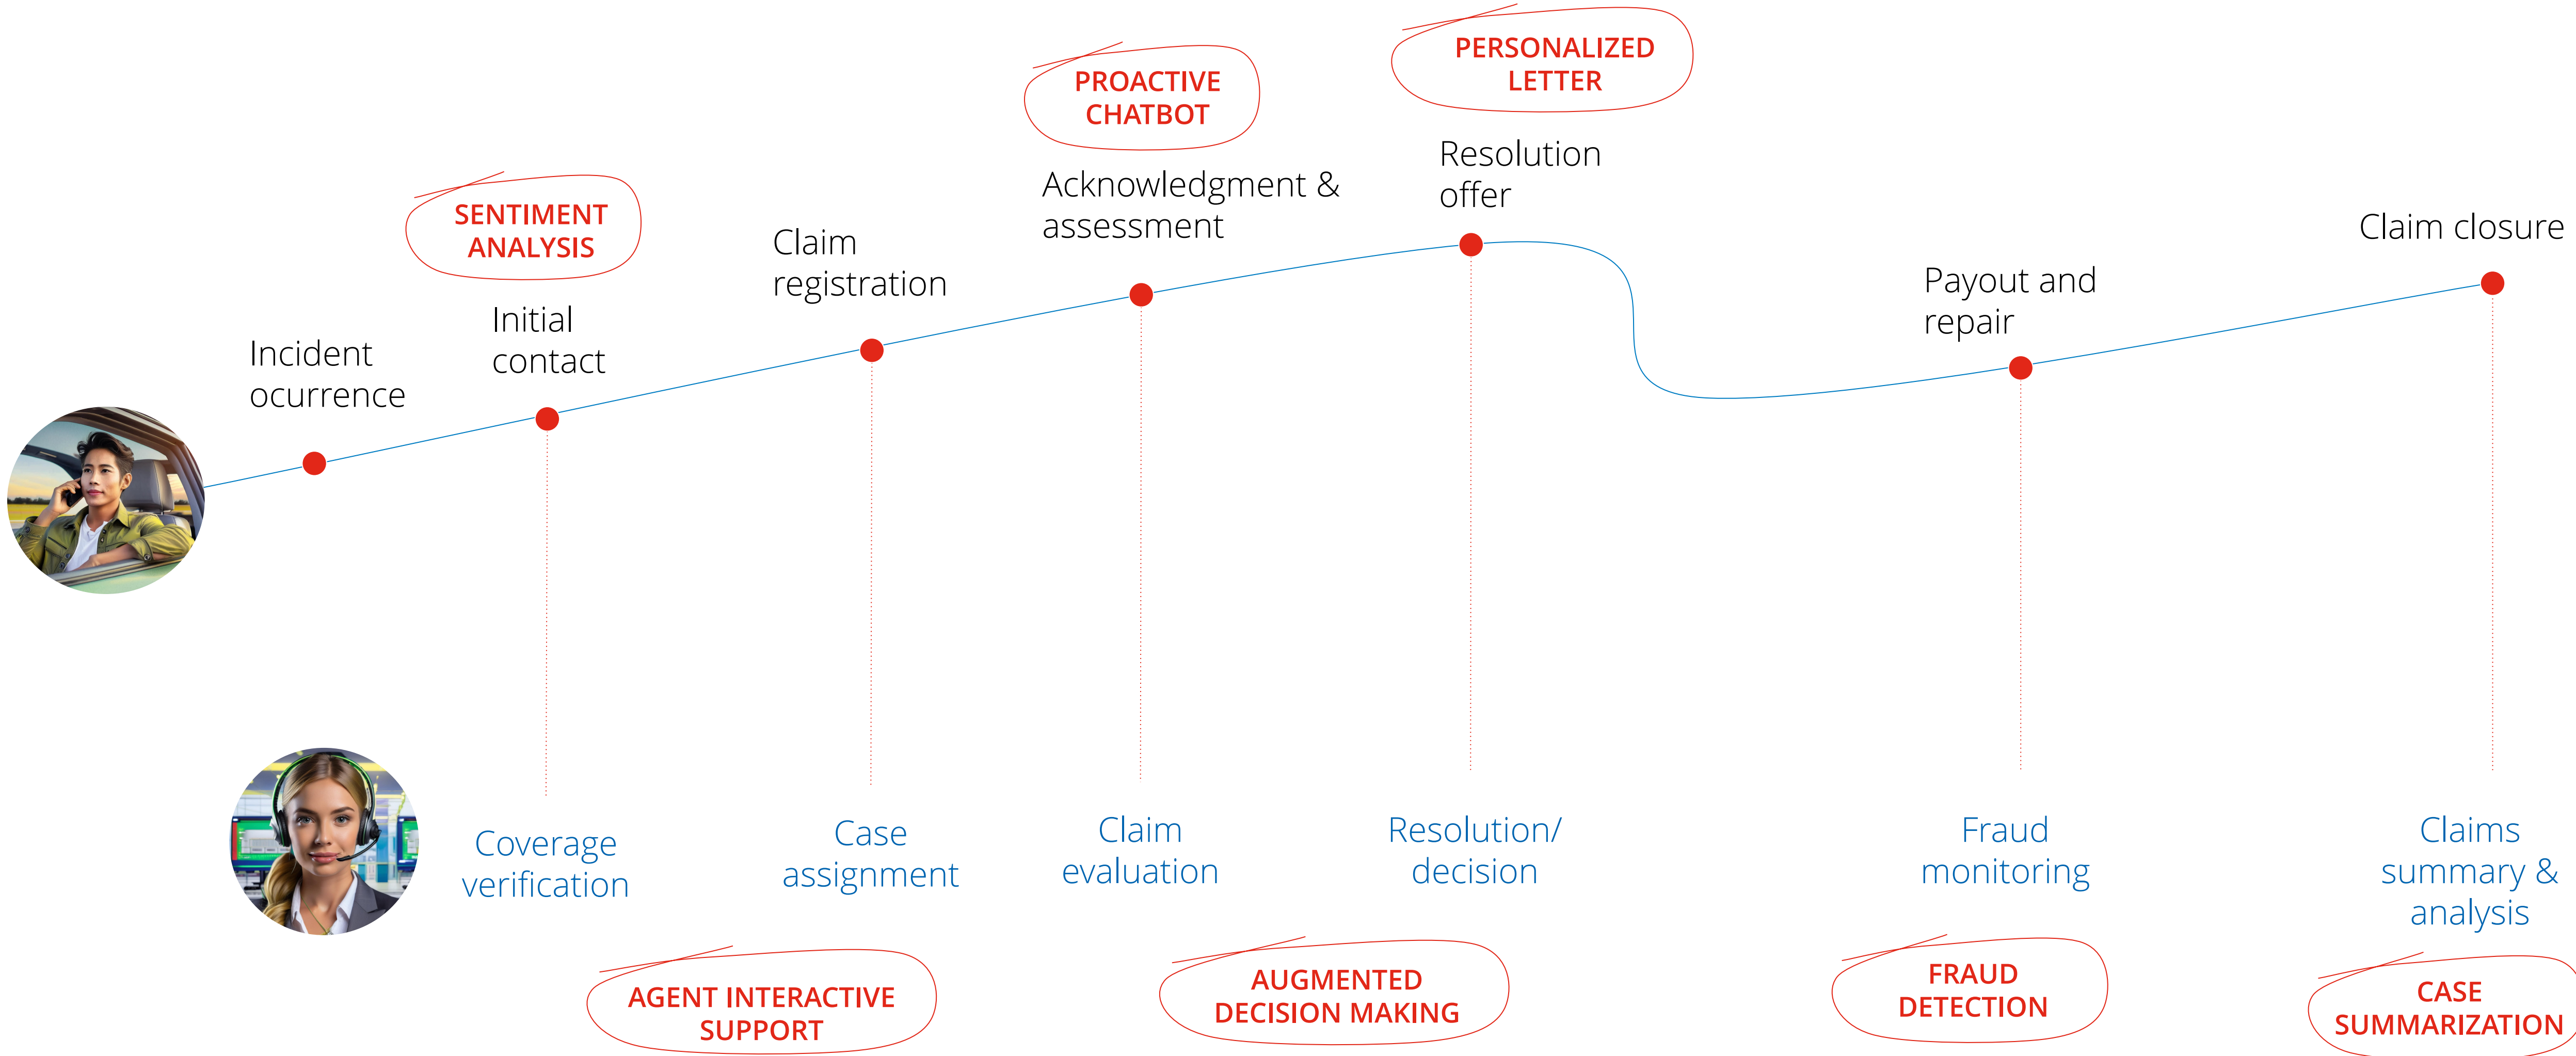 PERSONALIZED
LETTER
PROACTIVE
CHATBOT
SENTIMENT
ANALYSIS
Incident
ocurrence
Initial
contact
Claim
registration
Acknowledgment &
assessment
Resolution
offer
Payout and
repair
Claim closure
Coverage
verification
Case
assignment
Claim
evaluation
Resolution/
decision
Fraud
monitoring
Claims
summary &
analysis
AGENT INTERACTIVE
SUPPORT
AUGMENTED
DECISION MAKING
FRAUD
DETECTION
CASE
SUMMARIZATION